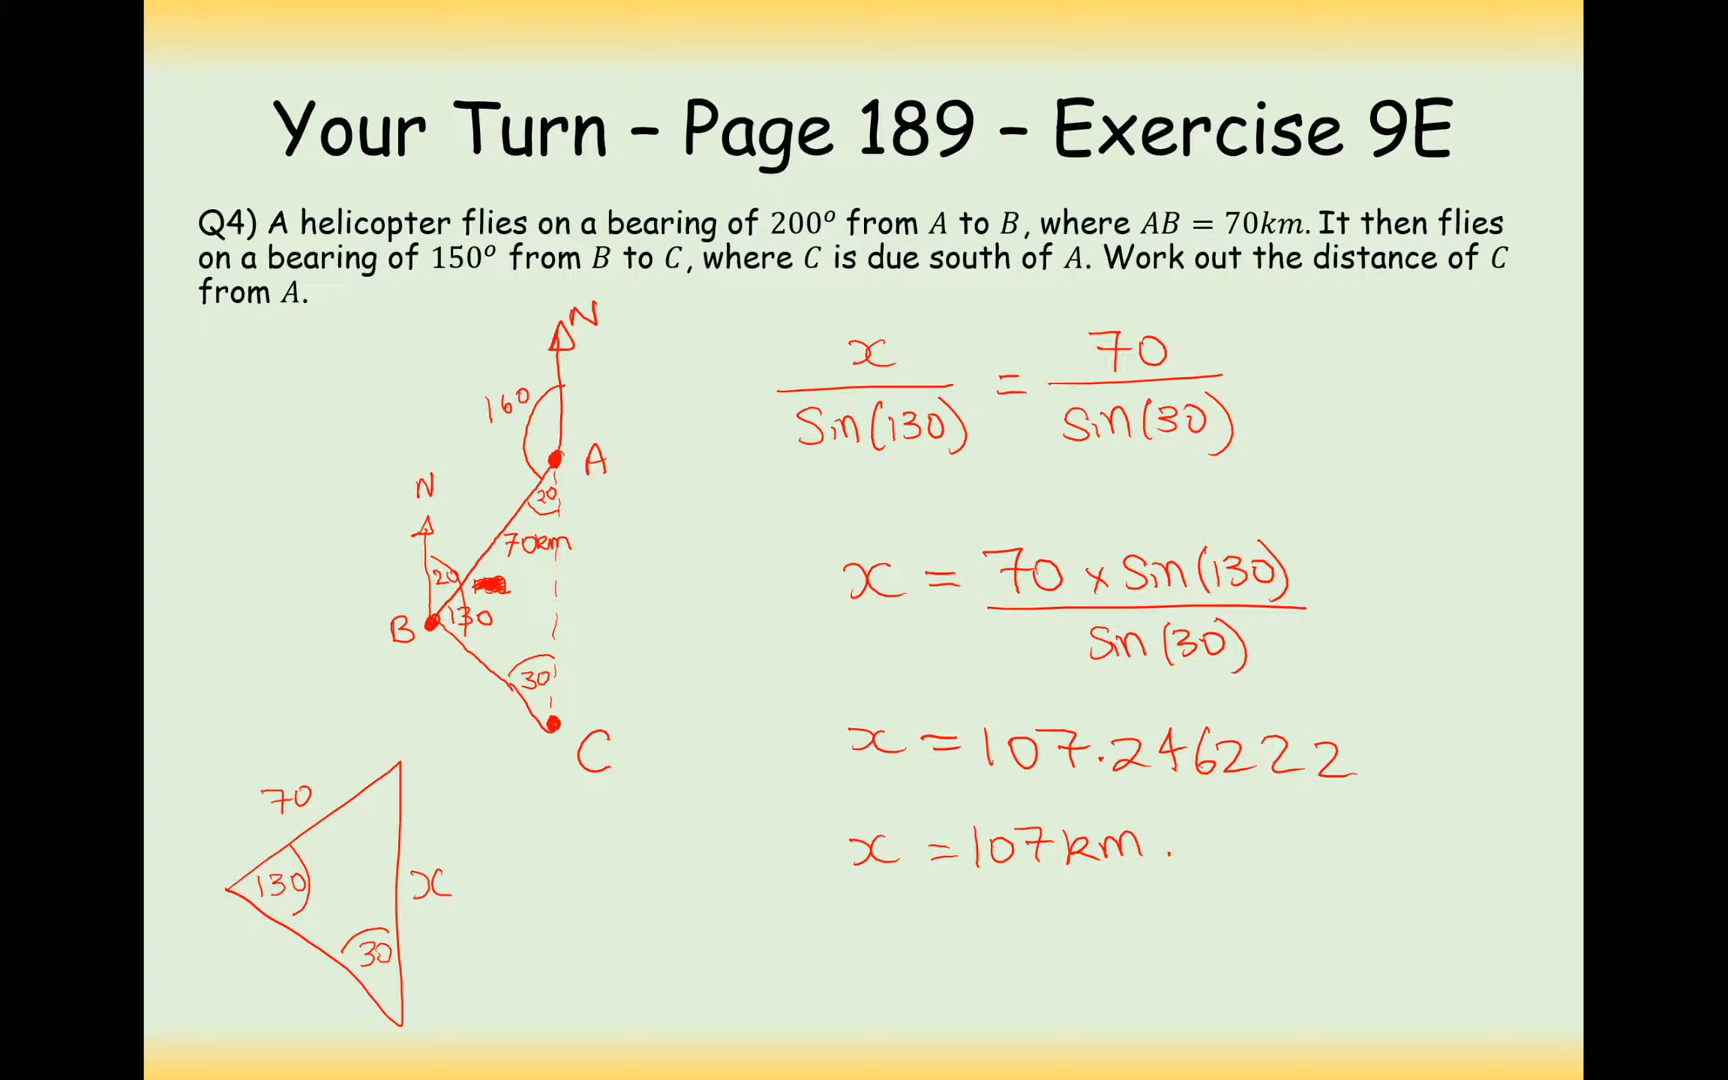 Your Turn – Page 189 – Exercise 9E
Q4) A helicopter flies on a bearing of 200° from A to B, where AB = 70km. It then flies
on a bearing of 150° from B to C, where C is due south of A. Work out the distance of C
from A.
N
160
A
N
20
70km
20
B
130
30
C
70
130
x
30
x / Sin(130) = 70 / Sin(30)
x = 70 × Sin(130) / Sin(30)
x = 107.246222
x = 107km.